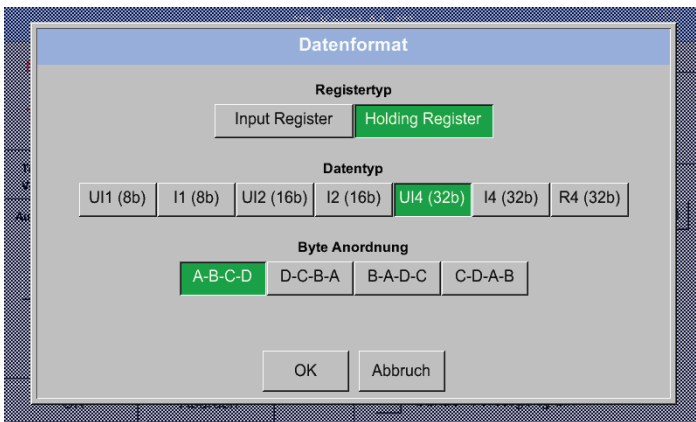 Datenformat
Registertyp
Input Register Holding Register
Datentyp
UI1 (8b) I1 (8b) UI2 (16b) I2 (16b) UI4 (32b) I4 (32b) R4 (32b)
Byte Anordnung
A-B-C-D D-C-B-A B-A-D-C C-D-A-B
OK Abbruch